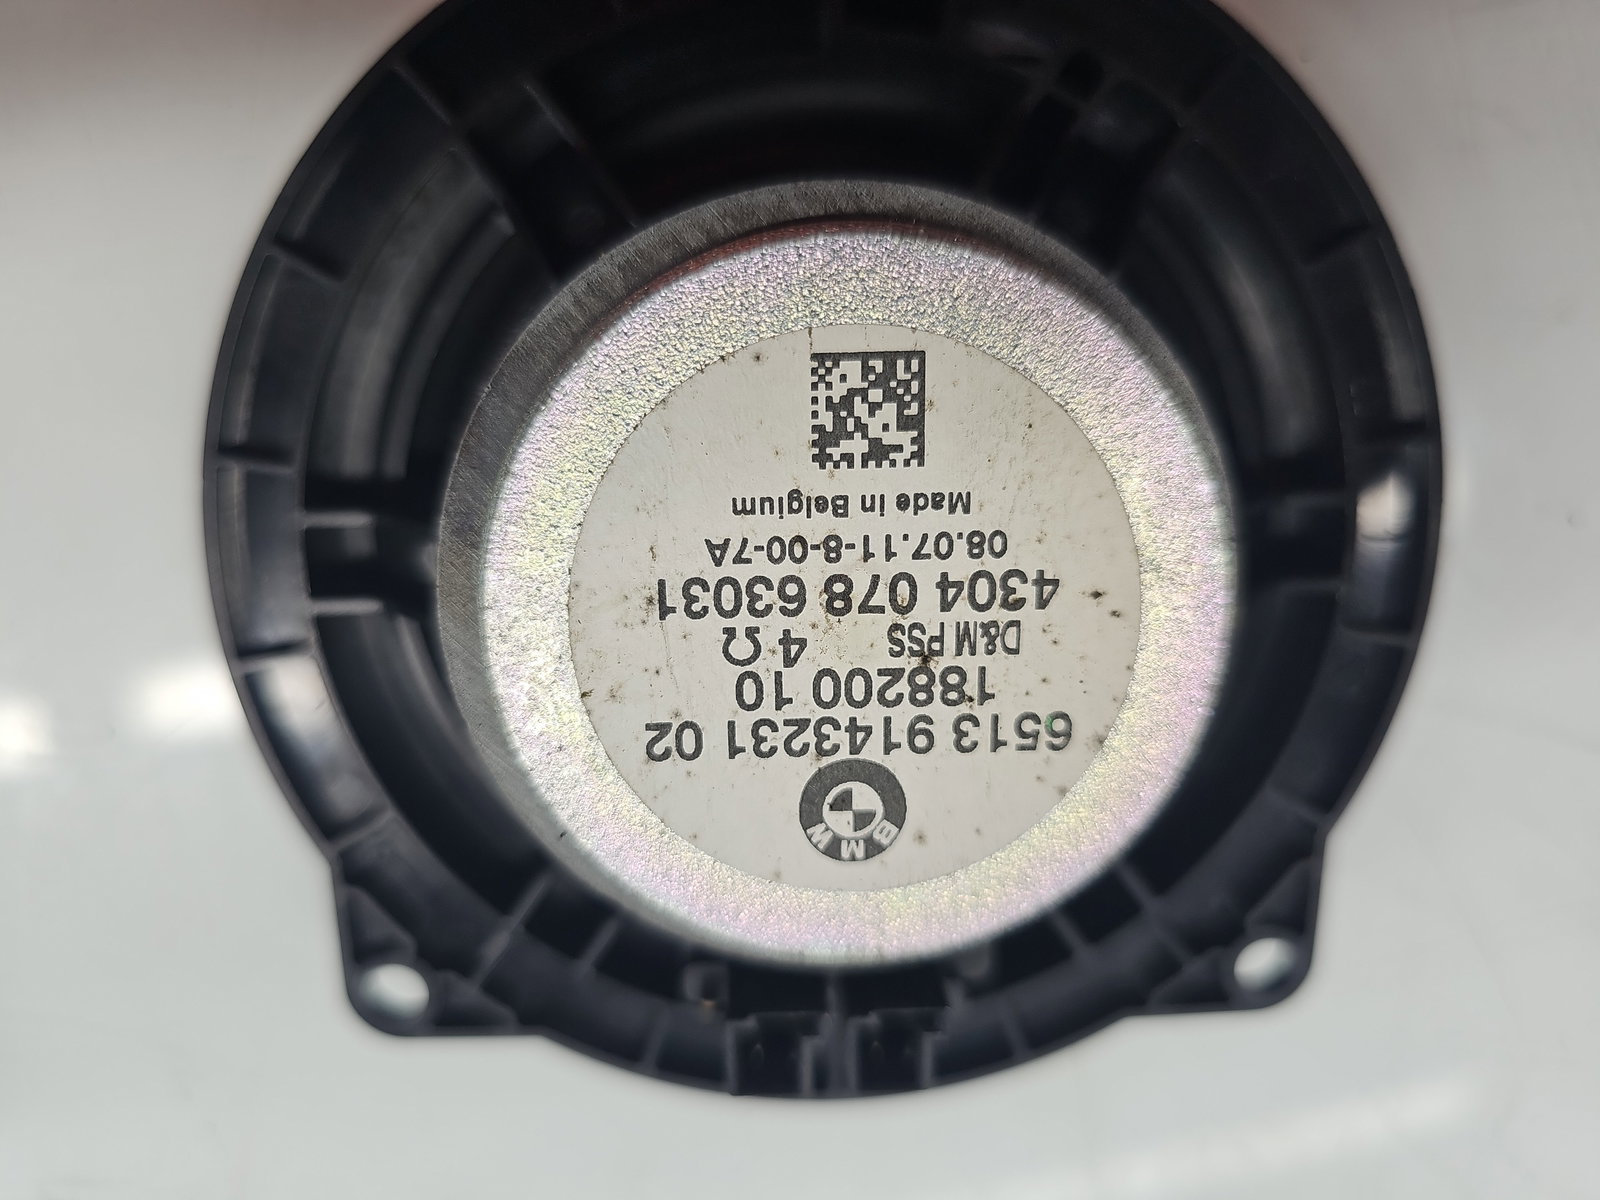 BMW
6513 9143231 02
188200 10
D&M PSS 4 Ω
4304 078 63031
08.07.11-8-00-7A
Made in Belgium